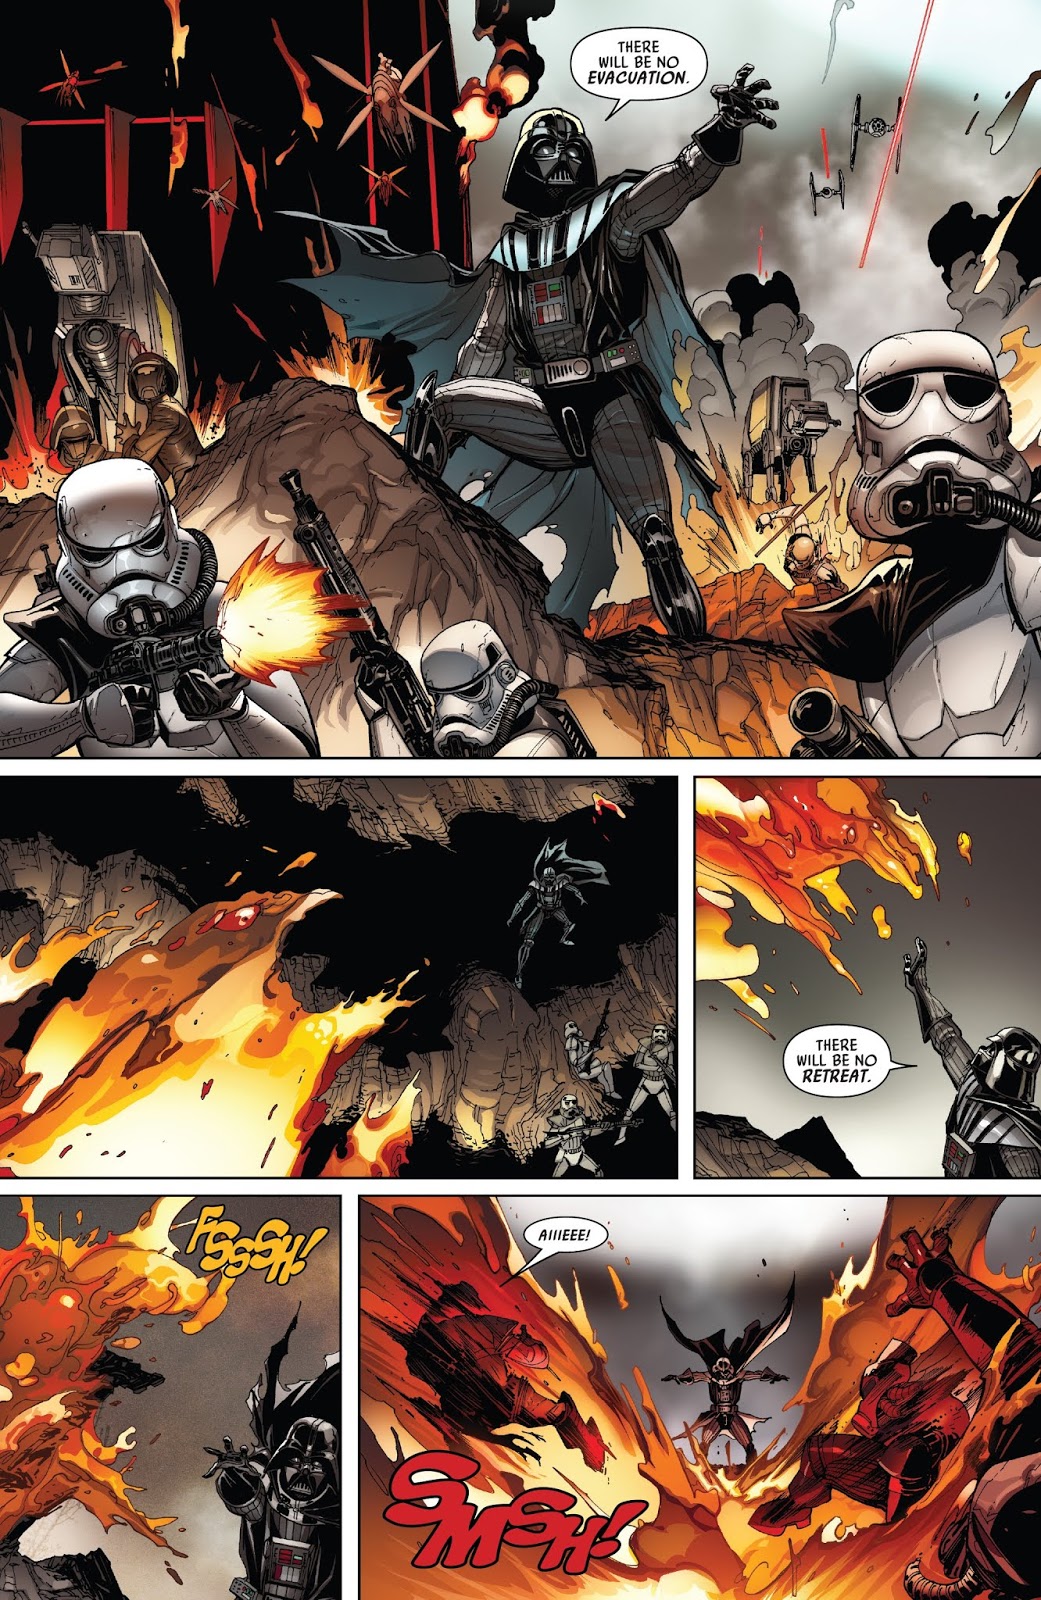 THERE
WILL BE NO
EVACUATION.
THERE
WILL BE NO
RETREAT.
FSSSH!
AIIIEEE!
SMSH!